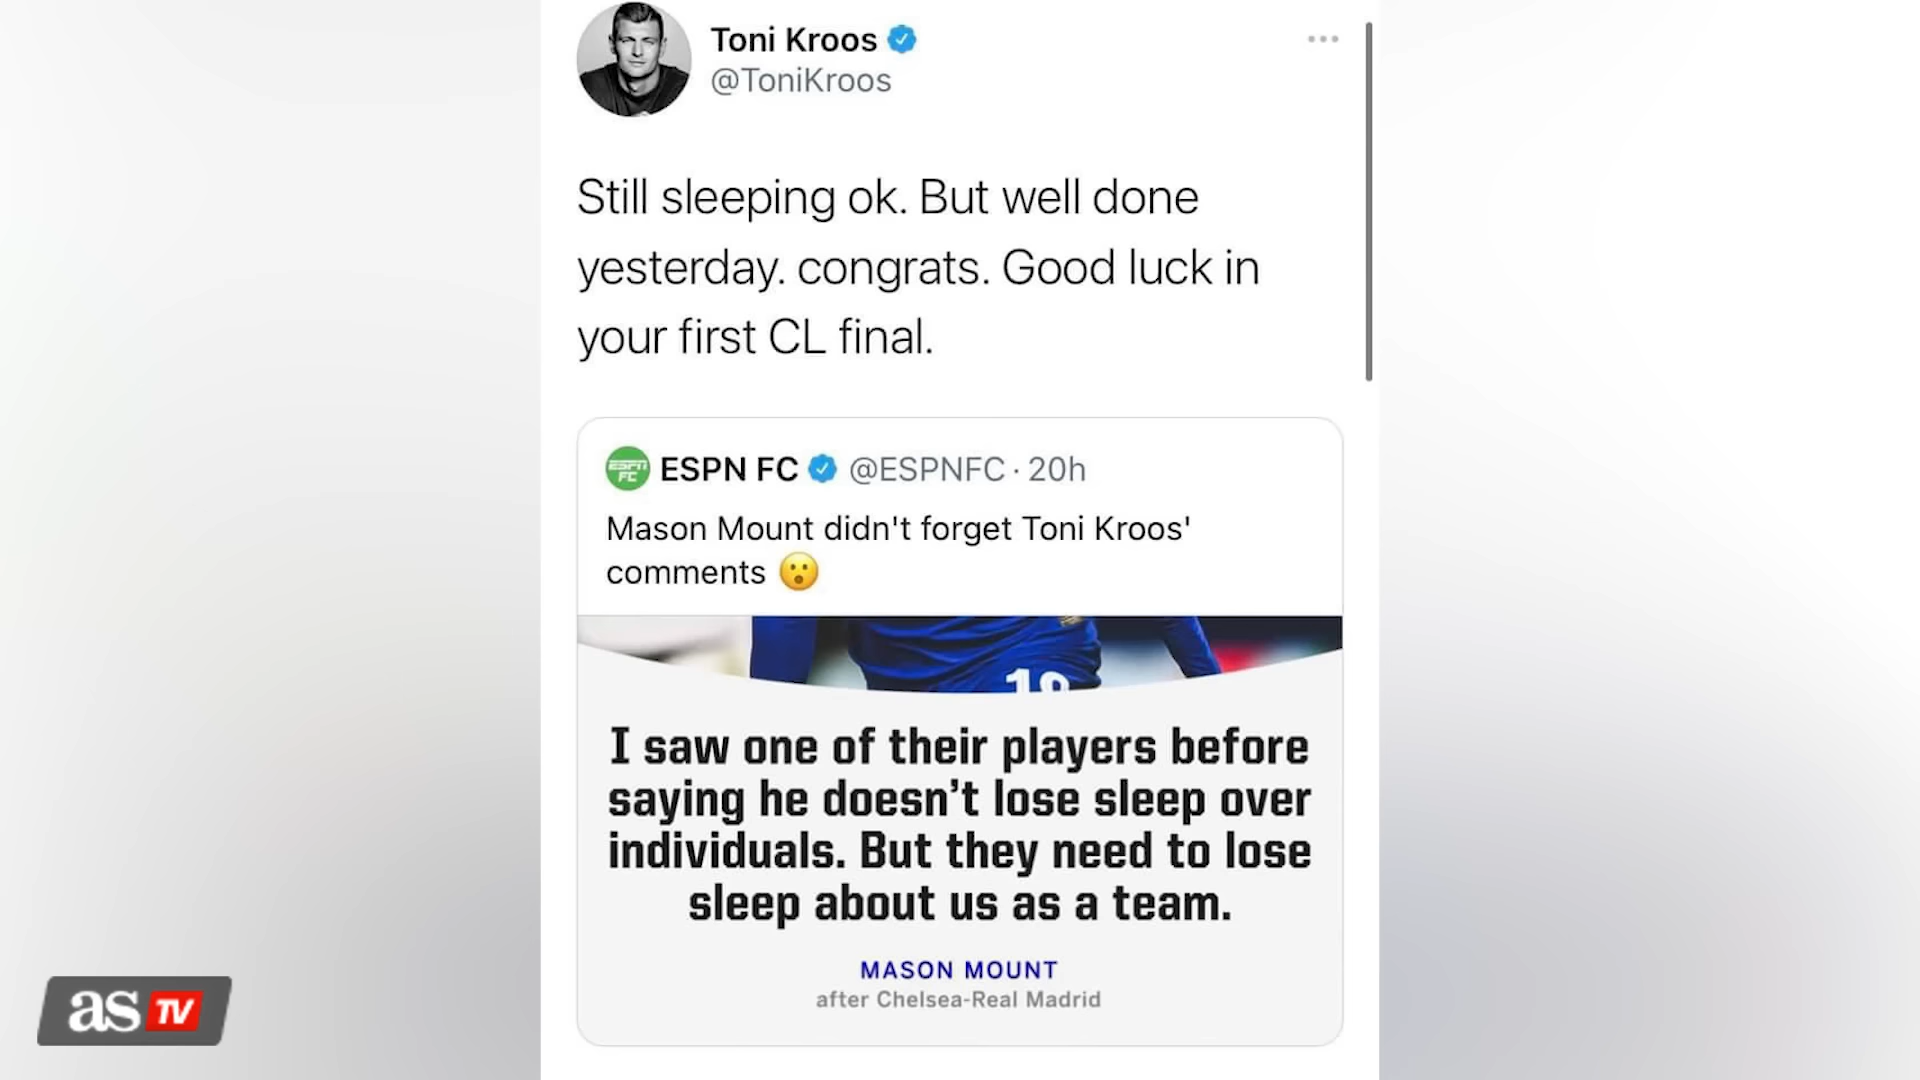 Toni Kroos
@ToniKroos
Still sleeping ok. But well done
yesterday. congrats. Good luck in
your first CL final.
ESPN FC
ESPN FC @ESPNFC · 20h
Mason Mount didn't forget Toni Kroos'
comments 😮
19
I saw one of their players before
saying he doesn't lose sleep over
individuals. But they need to lose
sleep about us as a team.
MASON MOUNT
after Chelsea-Real Madrid
as TV